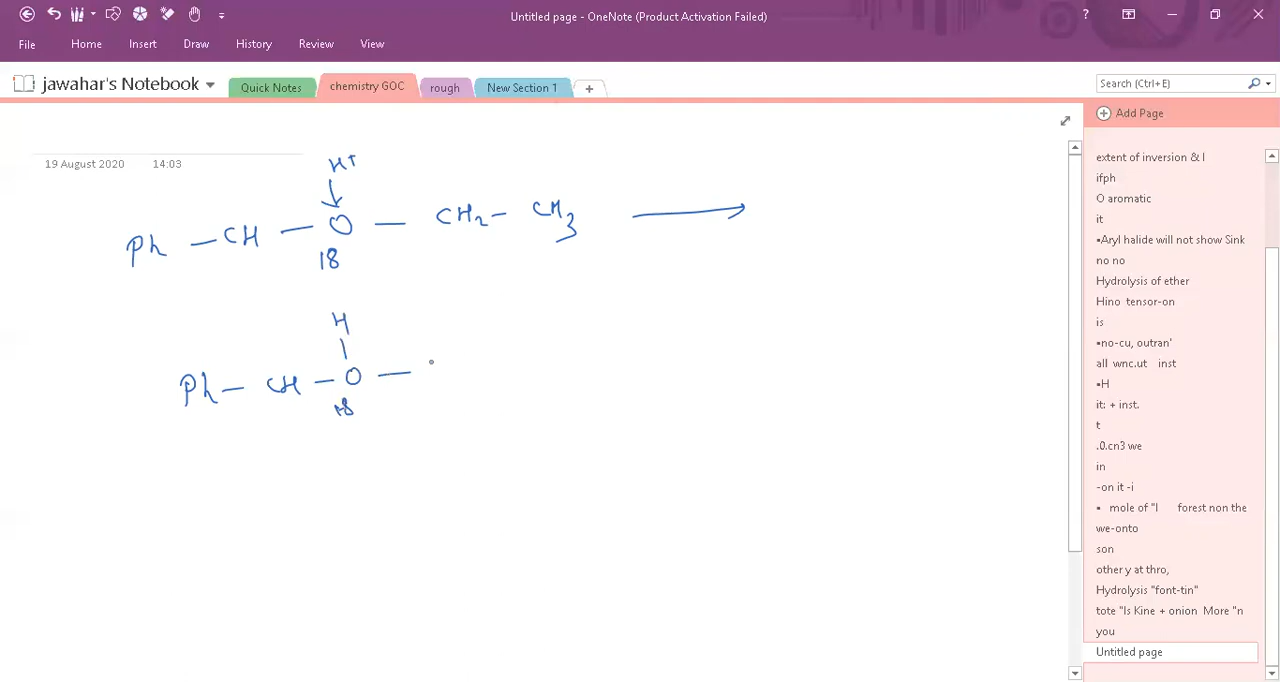 Untitled page - OneNote (Product Activation Failed)
?
File Home Insert Draw History Review View
jawahar's Notebook Quick Notes chemistry GOC rough New Section 1 +
Search (Ctrl+E)
Add Page
19 August 2020 14:03
H+
Ph — CH — O — CH2 - CH3
18
H
Ph - CH - O —
18
extent of inversion & I
ifph
O aromatic
it
▪Aryl halide will not show Sink
no no
Hydrolysis of ether
Hino tensor-on
is
▪no-cu, outran'
all wnc.ut inst
▪H
it: + inst.
t
.0.cn3 we
in
-on it -i
▪ mole of "I forest non the
we-onto
son
other y at thro,
Hydrolysis "font-tin"
tote "Is Kine + onion More "n
you
Untitled page